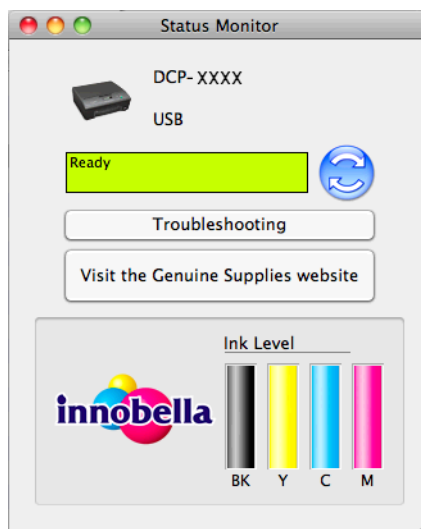 Status Monitor
DCP-XXXX
USB
Ready
Troubleshooting
Visit the Genuine Supplies website
Ink Level
innobella
BK Y C M